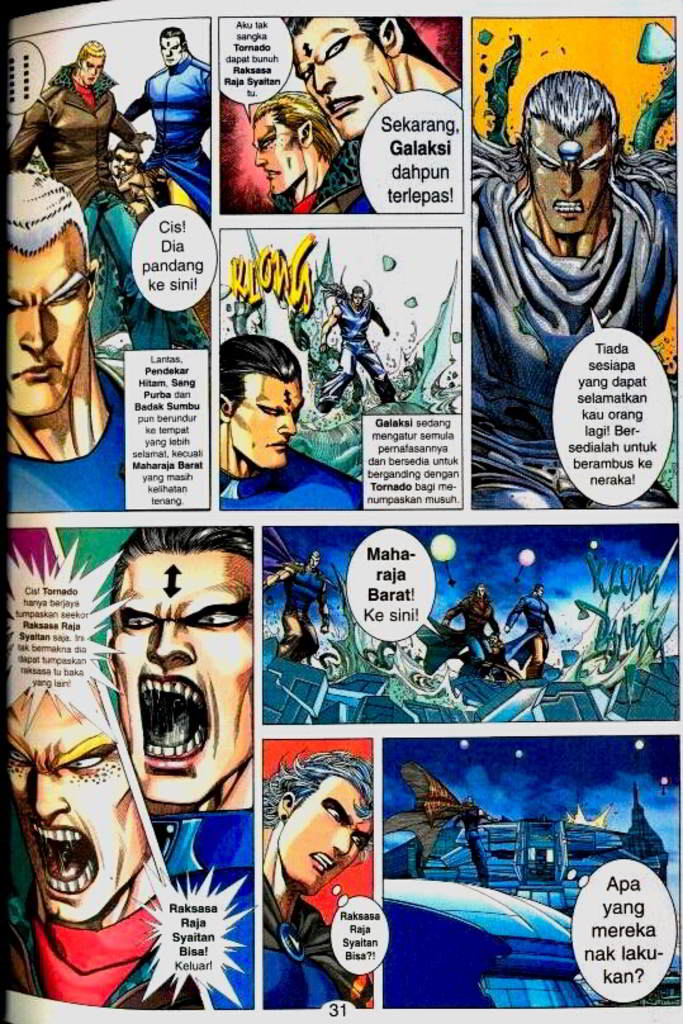 Cis!
Dia
pandang
ke sini!
Lantas,
Pendekar
Hitam, Sang
Purba dan
Badak Sumbu
pun berundur
ke tempat
yang lebih
selamat, kecuali
Maharaja Barat
yang masih
kelihatan
tenang.
Aku tak
sangka
Tornado
dapat bunuh
Raksasa
Raja Syaitan
tu.
Sekarang,
Galaksi
dahpun
terlepas!
KLONG
Galaksi sedang
mengatur semula
pernafasannya
dan bersedia untuk
berganding dengan
Tornado bagi me-
numpaskan musuh.
Tiada
sesiapa
yang dapat
selamatkan
kau orang
lagi! Ber-
sedialah untuk
berambus ke
neraka!
Cis! Tornado
hanya berjaya
tumpaskan seekor
Raksasa Raja
Syaitan saja. Ini
tak bermakna dia
dapat tumpaskan
raksasa tu baka
yang lain!
Raksasa
Raja
Syaitan
Bisa!
Keluar!
Maha-
raja
Barat!
Ke sini!
KLONG
DANG
Raksasa
Raja
Syaitan
Bisa?!
Apa
yang
mereka
nak laku-
kan?
31